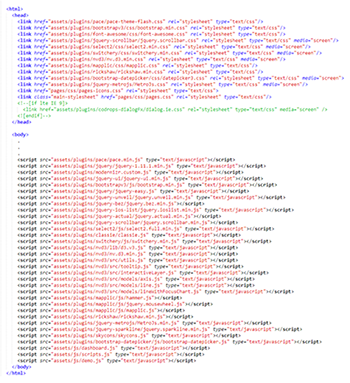 <html>
<head>
<link href="assets/plugins/pace/pace-theme-flash.css" rel="stylesheet" type="text/css"/>
<link href="assets/plugins/bootstrapv3/css/bootstrap.min.css" rel="stylesheet" type="text/css"/>
<link href="assets/plugins/font-awesome/css/font-awesome.css" rel="stylesheet" type="text/css"/>
<link href="assets/plugins/jquery-scrollbar/jquery.scrollbar.css" rel="stylesheet" type="text/css" media="screen"/>
<link href="assets/plugins/select2/css/select2.min.css" rel="stylesheet" type="text/css" media="screen"/>
<link href="assets/plugins/switchery/css/switchery.min.css" rel="stylesheet" type="text/css" media="screen"/>
<link href="assets/plugins/nvd3/nv.d3.min.css" rel="stylesheet" type="text/css" media="screen"/>
<link href="assets/plugins/mapplic/css/mapplic.css" rel="stylesheet" type="text/css"/>
<link href="assets/plugins/rickshaw/rickshaw.min.css" rel="stylesheet" type="text/css"/>
<link href="assets/plugins/bootstrap-datepicker/css/datepicker3.css" rel="stylesheet" type="text/css" media="screen">
<link href="assets/plugins/jquery-metrojs/MetroJs.css" rel="stylesheet" type="text/css" media="screen"/>
<link href="pages/css/pages-icons.css" rel="stylesheet" type="text/css">
<link class="main-stylesheet" href="pages/css/pages.css" rel="stylesheet" type="text/css"/>
<!--[if lte IE 9]>
<link href="assets/plugins/codrops-dialogFx/dialog.ie.css" rel="stylesheet" type="text/css" media="screen" />
<![endif]-->
</head>
<body>
.
.
.
<script src="assets/plugins/pace/pace.min.js" type="text/javascript"></script>
<script src="assets/plugins/jquery/jquery-1.11.1.min.js" type="text/javascript"></script>
<script src="assets/plugins/modernizr.custom.js" type="text/javascript"></script>
<script src="assets/plugins/jquery-ui/jquery-ui.min.js" type="text/javascript"></script>
<script src="assets/plugins/bootstrapv3/js/bootstrap.min.js" type="text/javascript"></script>
<script src="assets/plugins/jquery/jquery-easy.js" type="text/javascript"></script>
<script src="assets/plugins/jquery-unveil/jquery.unveil.min.js" type="text/javascript"></script>
<script src="assets/plugins/jquery-bez/jquery.bez.min.js" type="text/javascript"></script>
<script src="assets/plugins/jquery-ios-list/jquery.ioslist.min.js" type="text/javascript"></script>
<script src="assets/plugins/jquery-actual/jquery.actual.min.js" type="text/javascript"></script>
<script src="assets/plugins/jquery-scrollbar/jquery.scrollbar.min.js" type="text/javascript"></script>
<script src="assets/plugins/select2/js/select2.full.min.js" type="text/javascript"></script>
<script src="assets/plugins/classie/classie.js" type="text/javascript"></script>
<script src="assets/plugins/switchery/js/switchery.min.js" type="text/javascript"></script>
<script src="assets/plugins/nvd3/lib/d3.v3.js" type="text/javascript"></script>
<script src="assets/plugins/nvd3/nv.d3.min.js" type="text/javascript"></script>
<script src="assets/plugins/nvd3/src/utils.js" type="text/javascript"></script>
<script src="assets/plugins/nvd3/src/tooltip.js" type="text/javascript"></script>
<script src="assets/plugins/nvd3/src/interactiveLayer.js" type="text/javascript"></script>
<script src="assets/plugins/nvd3/src/models/axis.js" type="text/javascript"></script>
<script src="assets/plugins/nvd3/src/models/line.js" type="text/javascript"></script>
<script src="assets/plugins/nvd3/src/models/lineWithFocusChart.js" type="text/javascript"></script>
<script src="assets/plugins/mapplic/js/hammer.js" type="text/javascript"></script>
<script src="assets/plugins/mapplic/js/jquery.mousewheel.js" type="text/javascript"></script>
<script src="assets/plugins/mapplic/js/mapplic.js" type="text/javascript"></script>
<script src="assets/plugins/rickshaw/rickshaw.min.js" type="text/javascript"></script>
<script src="assets/plugins/jquery-metrojs/MetroJs.min.js" type="text/javascript"></script>
<script src="assets/plugins/jquery-sparkline/jquery.sparkline.min.js" type="text/javascript"></script>
<script src="assets/plugins/skycons/skycons.js" type="text/javascript"></script>
<script src="assets/plugins/bootstrap-datepicker/js/bootstrap-datepicker.js" type="text/javascript"></script>
<script src="assets/js/dashboard.js" type="text/javascript"></script>
<script src="assets/js/scripts.js" type="text/javascript"></script>
<script src="assets/js/demo.js" type="text/javascript"></script>
</body>
</html>